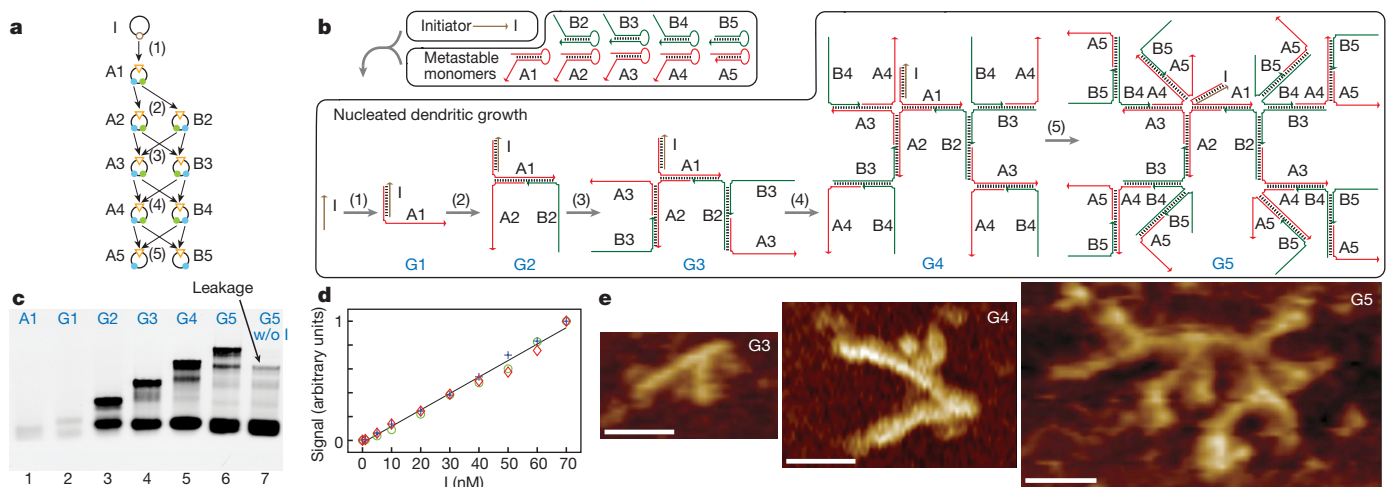 a
I
(1)
A1
(2)
A2 B2
(3)
A3 B3
(4)
A4 B4
(5)
A5 B5
b
Initiator I
Metastable
monomers
B2 B3 B4 B5
A1 A2 A3 A4 A5
Nucleated dendritic growth
I
(1)
I
A1
G1
(2)
I
A1
A2 B2
G2
(3)
I
A1
A3 A2 B2 B3
B3 A3
G3
(4)
B4 A4 I B4 A4
A1
A3 B3
A2 B2
B3 A3
A4 B4 A4 B4
G4
(5)
A5 B5 A5 I B5 B5
B5 B4 A4 A1 A4 B4 A5
A3 B3
A2 B2
B3 A3
B5 A4 B4 A4 B4 B5
B5 A5 A5 B5 A5
G5
c
Leakage
A1 G1 G2 G3 G4 G5 G5
w/o I
1 2 3 4 5 6 7
d
Signal (arbitrary units)
1
0
0 10 20 30 40 50 60 70
I (nM)
e
G3
G4
G5